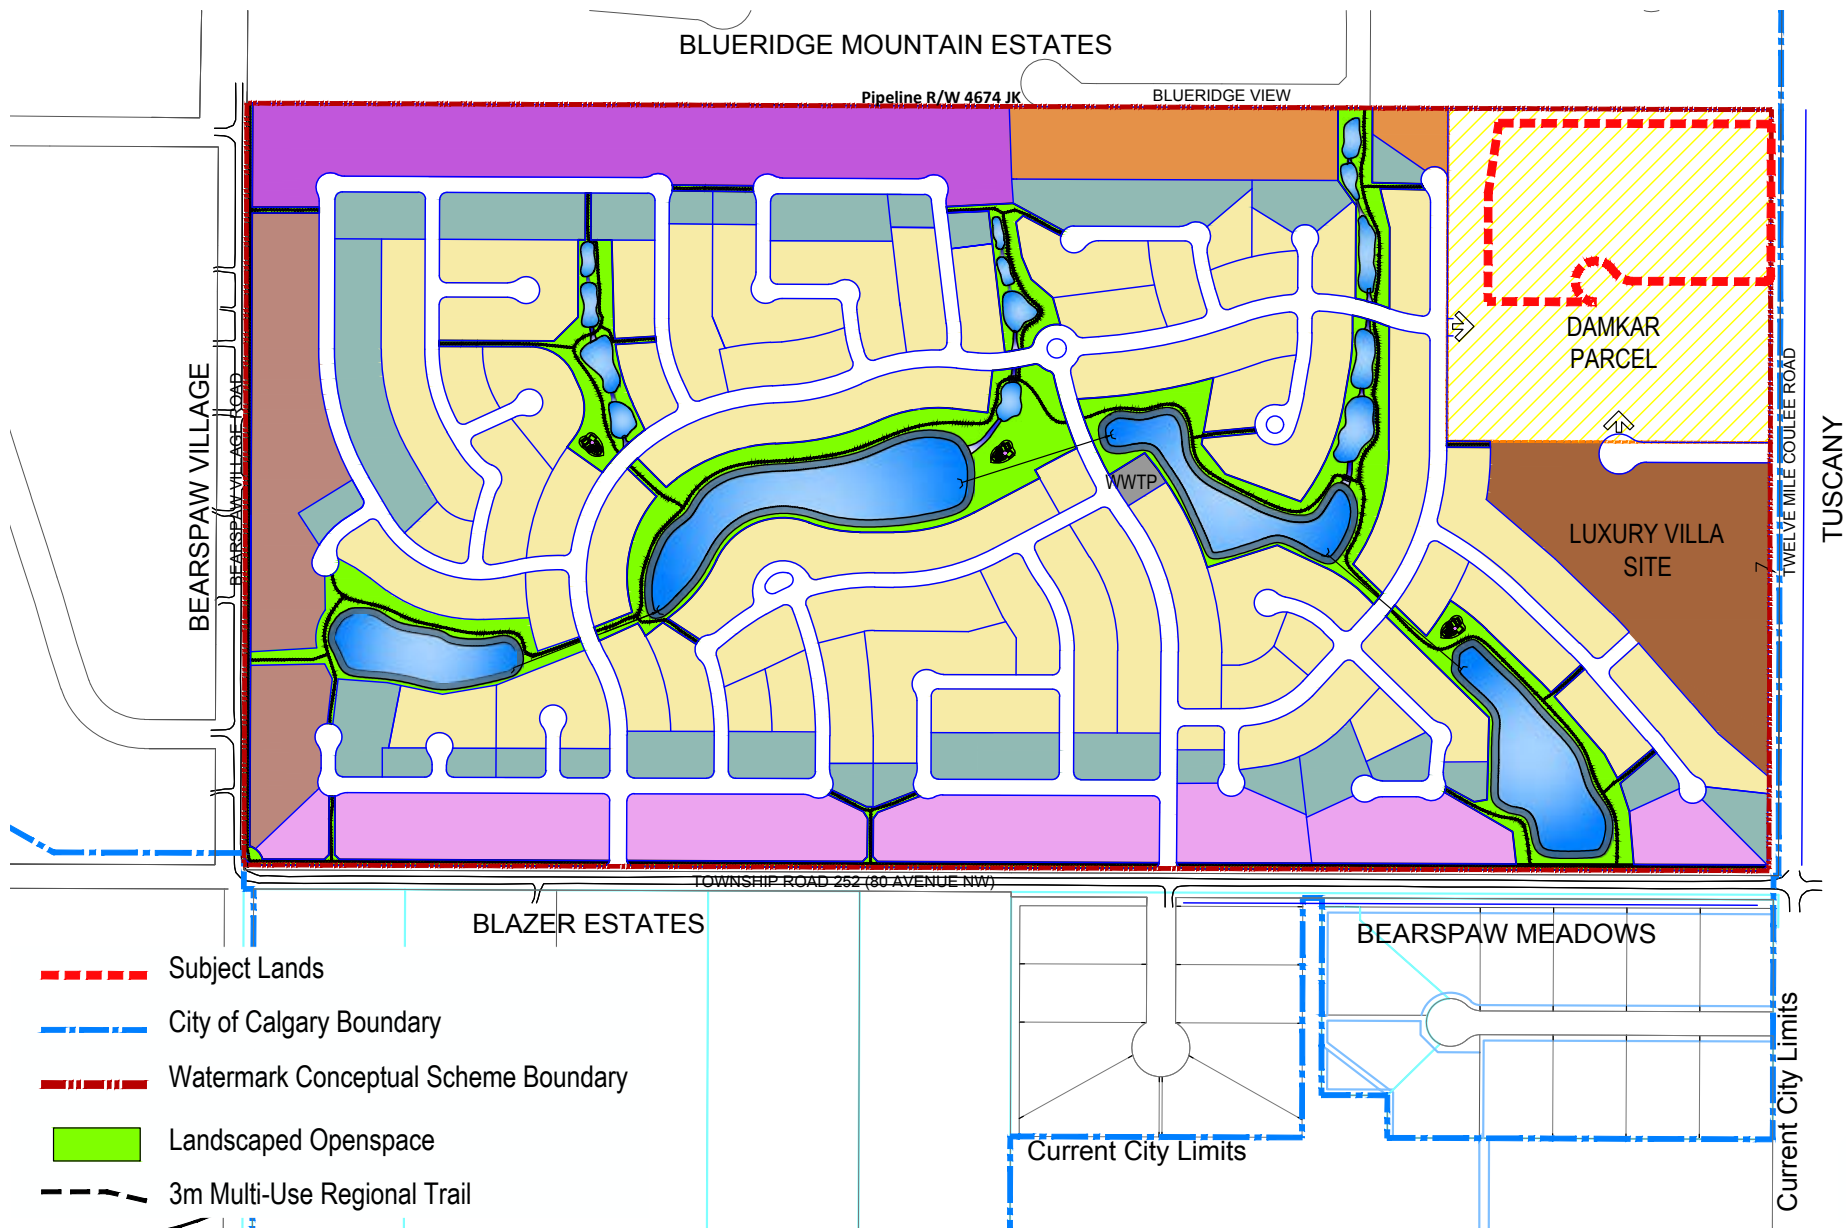 BLUERIDGE MOUNTAIN ESTATES
Pipeline R/W 4674 JK
BLUERIDGE VIEW
DAMKAR
PARCEL
BEARSPAW VILLAGE
BEARSPAW VILLAGE ROAD
TWELVE MILE COULEE ROAD
TUSCANY
WWTP
LUXURY VILLA
SITE
7
TOWNSHIP ROAD 252 (80 AVENUE NW)
BLAZER ESTATES
BEARSPAW MEADOWS
Subject Lands
City of Calgary Boundary
Watermark Conceptual Scheme Boundary
Landscaped Openspace
3m Multi-Use Regional Trail
Current City Limits
Current City Limits